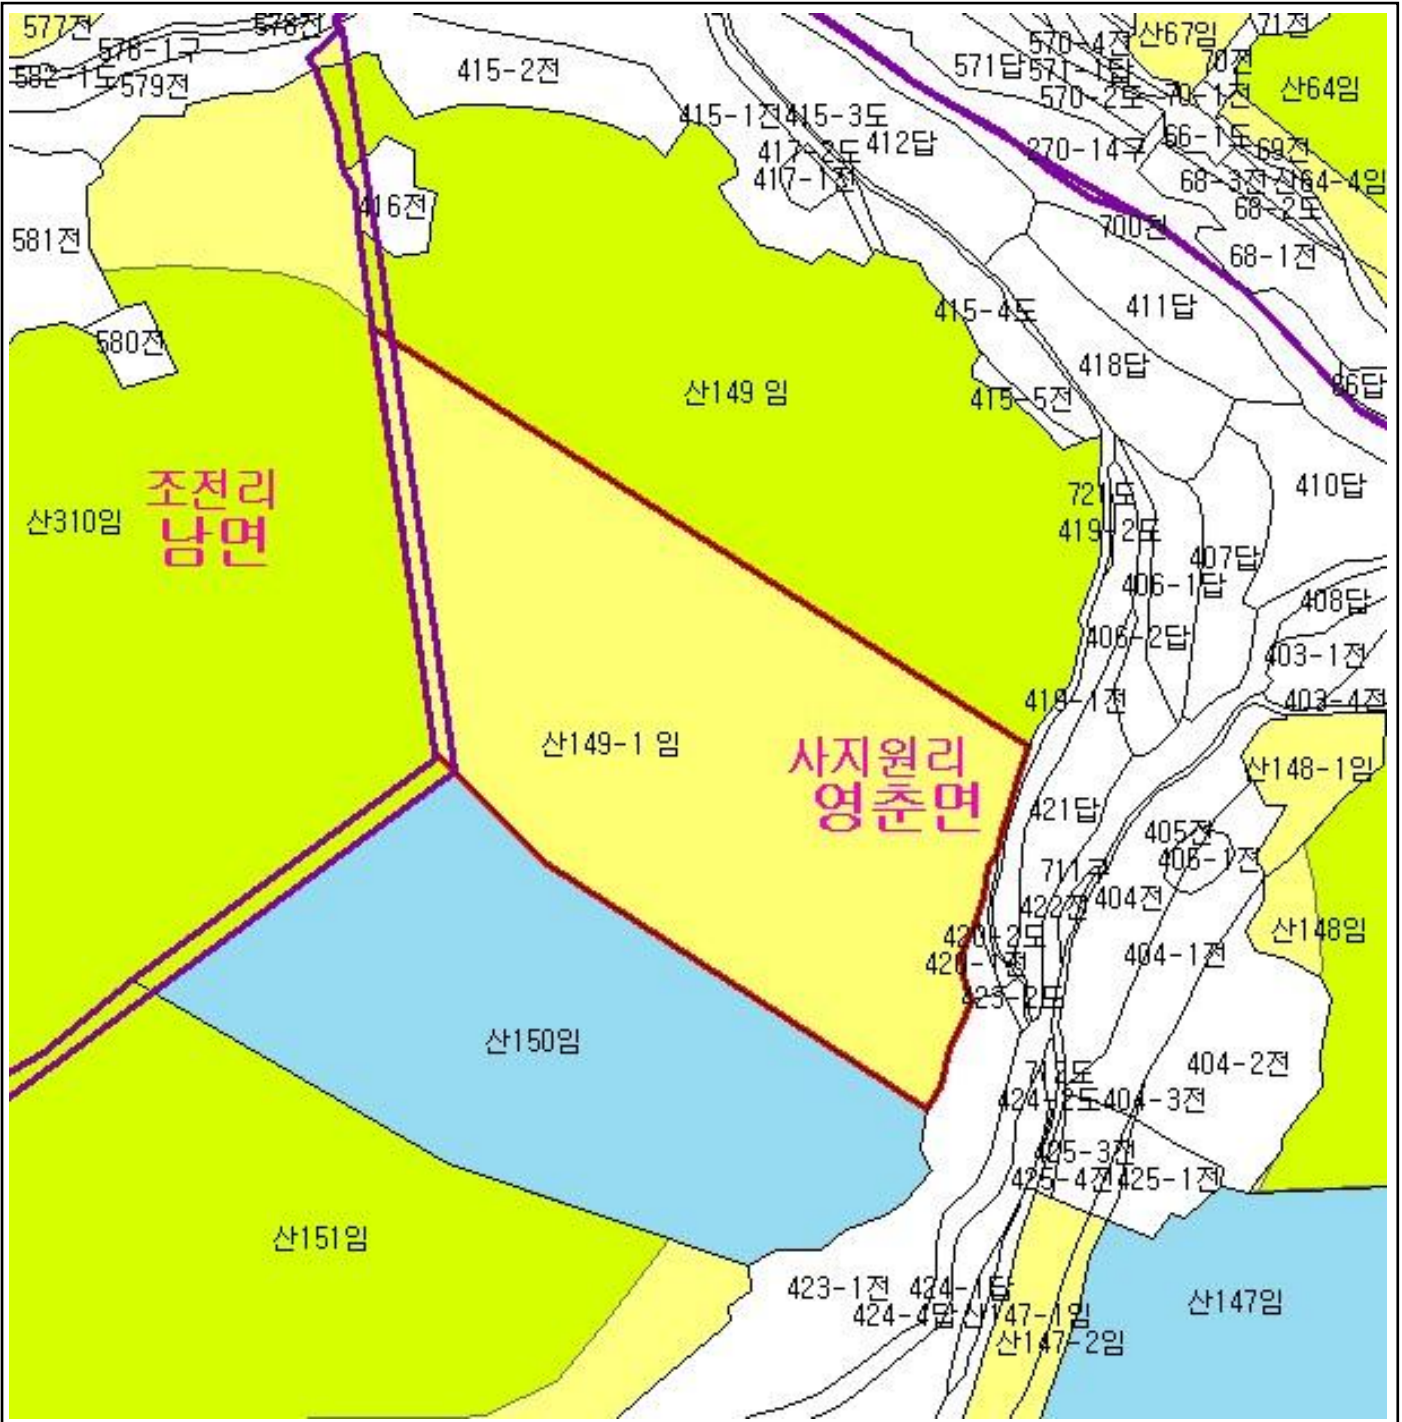 577전
578전
576-1구
582-1도
579전
415-2전
570-4전
산67임
71전
571답
571-1답
70전
570-2도
70-1전
산64임
415-1전
415-3도
412답
66-1도
417-2도
270-14구
69전
417-1전
68-3전
산64-4임
416전
68-2도
581전
700천
68-1전
415-4도
411답
580전
418답
86답
산149 임
415-5전
조전리
남면
산310임
721도
410답
419-2도
407답
406-1답
408답
406-2답
403-1전
419-1전
403-4전
산149-1 임
사지원리
영춘면
산148-1임
421답
405전
406-1전
711구
404전
422전
산148임
420-2도
404-1전
420-1전
423-2도
산150임
404-2전
713도
424-2도
404-3전
425-3전
425-4전
425-1전
산151임
423-1전
424-1답
산147임
424-4답
산147-1임
산147-2임